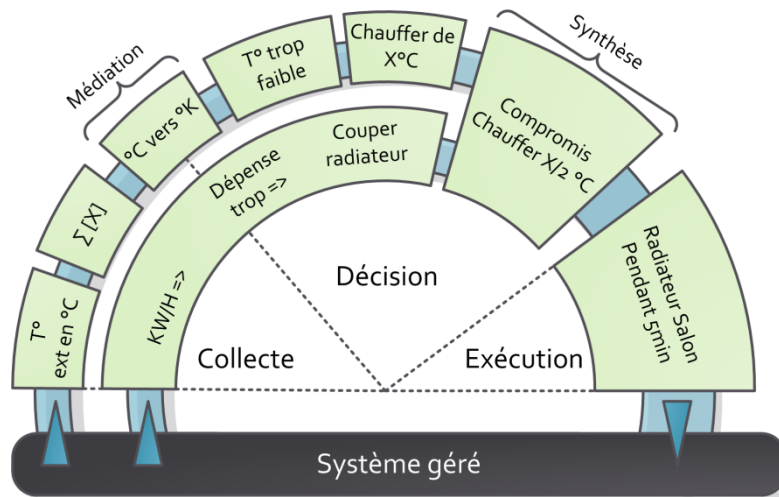 Médiation
Synthèse
T° trop
faible
Chauffer de
X°C
°C vers °K
Σ [X]
T°
ext en °C
Compromis
Chauffer X/2 °C
Couper
radiateur
Dépense
trop =>
KW/H =>
Radiateur Salon
Pendant 5min
Décision
Collecte
Exécution
Système géré